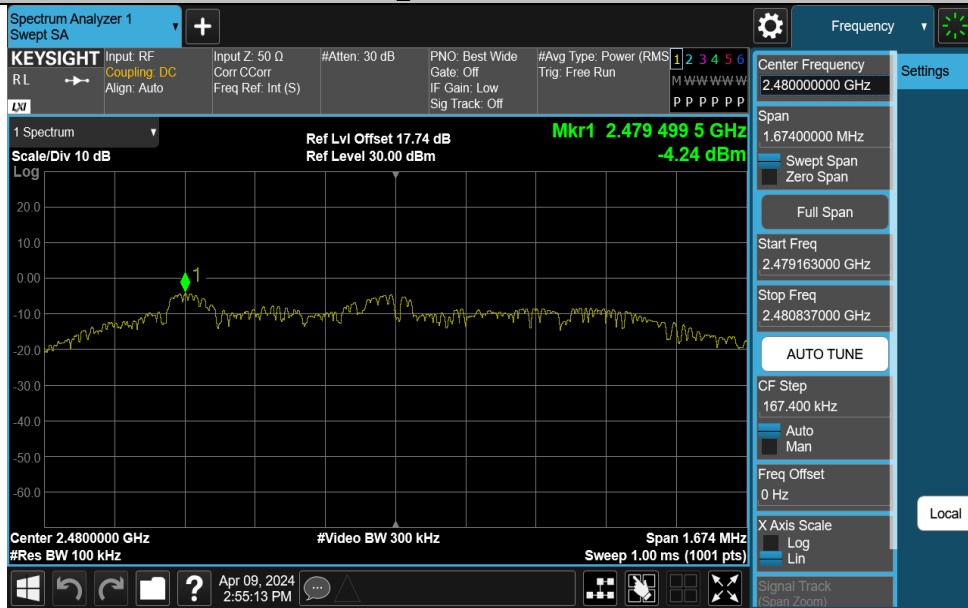 Spectrum Analyzer 1
Swept SA
+
Frequency
KEYSIGHT
RL
LXI
Input: RF
Coupling: DC
Align: Auto
Input Z: 50 Ω
Corr CCorr
Freq Ref: Int (S)
#Atten: 30 dB
PNO: Best Wide
Gate: Off
IF Gain: Low
Sig Track: Off
#Avg Type: Power (RMS
Trig: Free Run
1 2 3 4 5 6
M W W W W W
P P P P P P
Center Frequency
2.480000000 GHz
Settings
Span
1.67400000 MHz
Swept Span
Zero Span
Full Span
Start Freq
2.479163000 GHz
Stop Freq
2.480837000 GHz
AUTO TUNE
CF Step
167.400 kHz
Auto
Man
Freq Offset
0 Hz
X Axis Scale
Log
Lin
Signal Track
(Span Zoom)
Local
1 Spectrum
Scale/Div 10 dB
Log
Ref Lvl Offset 17.74 dB
Ref Level 30.00 dBm
Mkr1 2.479 499 5 GHz
-4.24 dBm
20.0
10.0
0.00
-10.0
-20.0
-30.0
-40.0
-50.0
-60.0
1
Center 2.4800000 GHz
#Res BW 100 kHz
#Video BW 300 kHz
Span 1.674 MHz
Sweep 1.00 ms (1001 pts)
?
Apr 09, 2024
2:55:13 PM